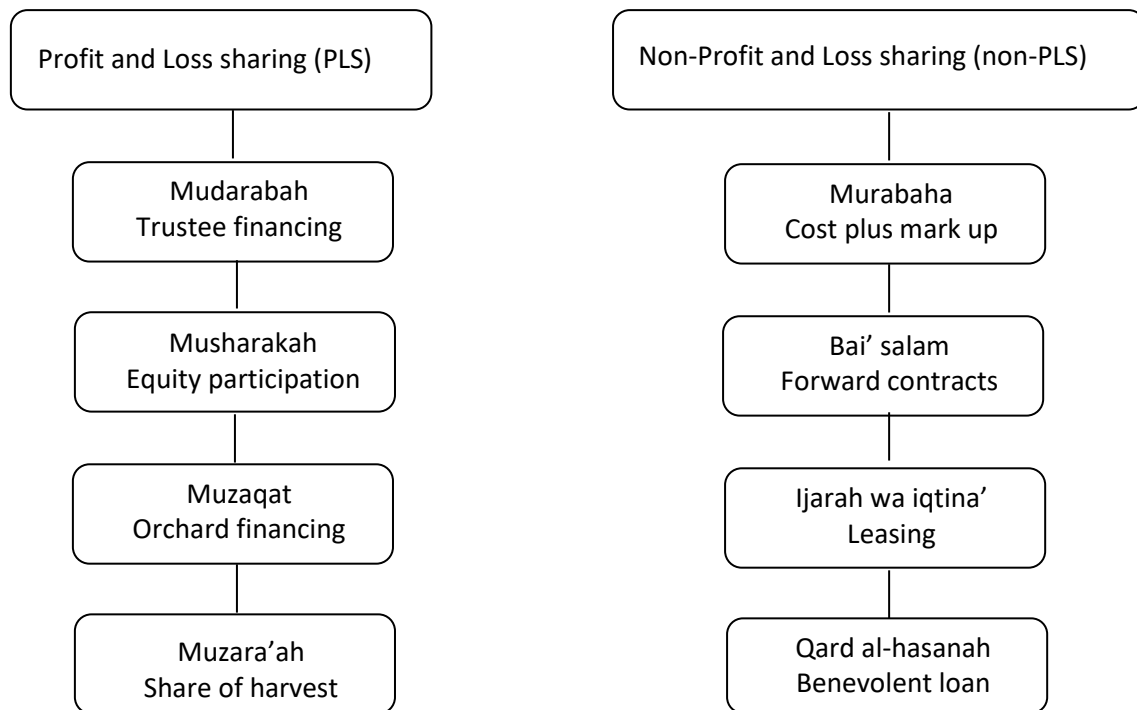 Profit and Loss sharing (PLS)
Mudarabah
Trustee financing
Musharakah
Equity participation
Muzaqat
Orchard financing
Muzara’ah
Share of harvest
Non-Profit and Loss sharing (non-PLS)
Murabaha
Cost plus mark up
Bai’ salam
Forward contracts
Ijarah wa iqtina’
Leasing
Qard al-hasanah
Benevolent loan